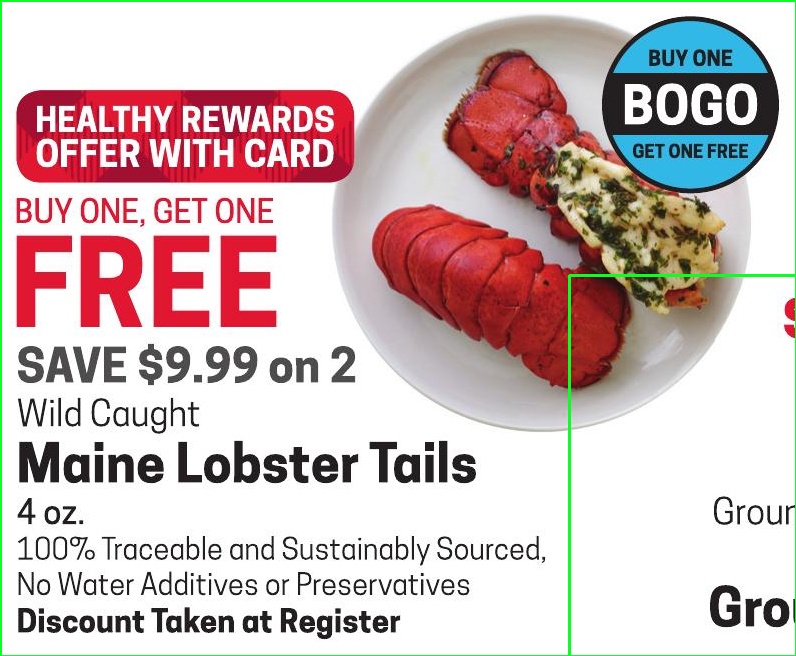 HEALTHY REWARDS
OFFER WITH CARD
BUY ONE, GET ONE
FREE
SAVE $9.99 on 2
Wild Caught
Maine Lobster Tails
4 oz.
100% Traceable and Sustainably Sourced,
No Water Additives or Preservatives
Discount Taken at Register
BUY ONE
BOGO
GET ONE FREE